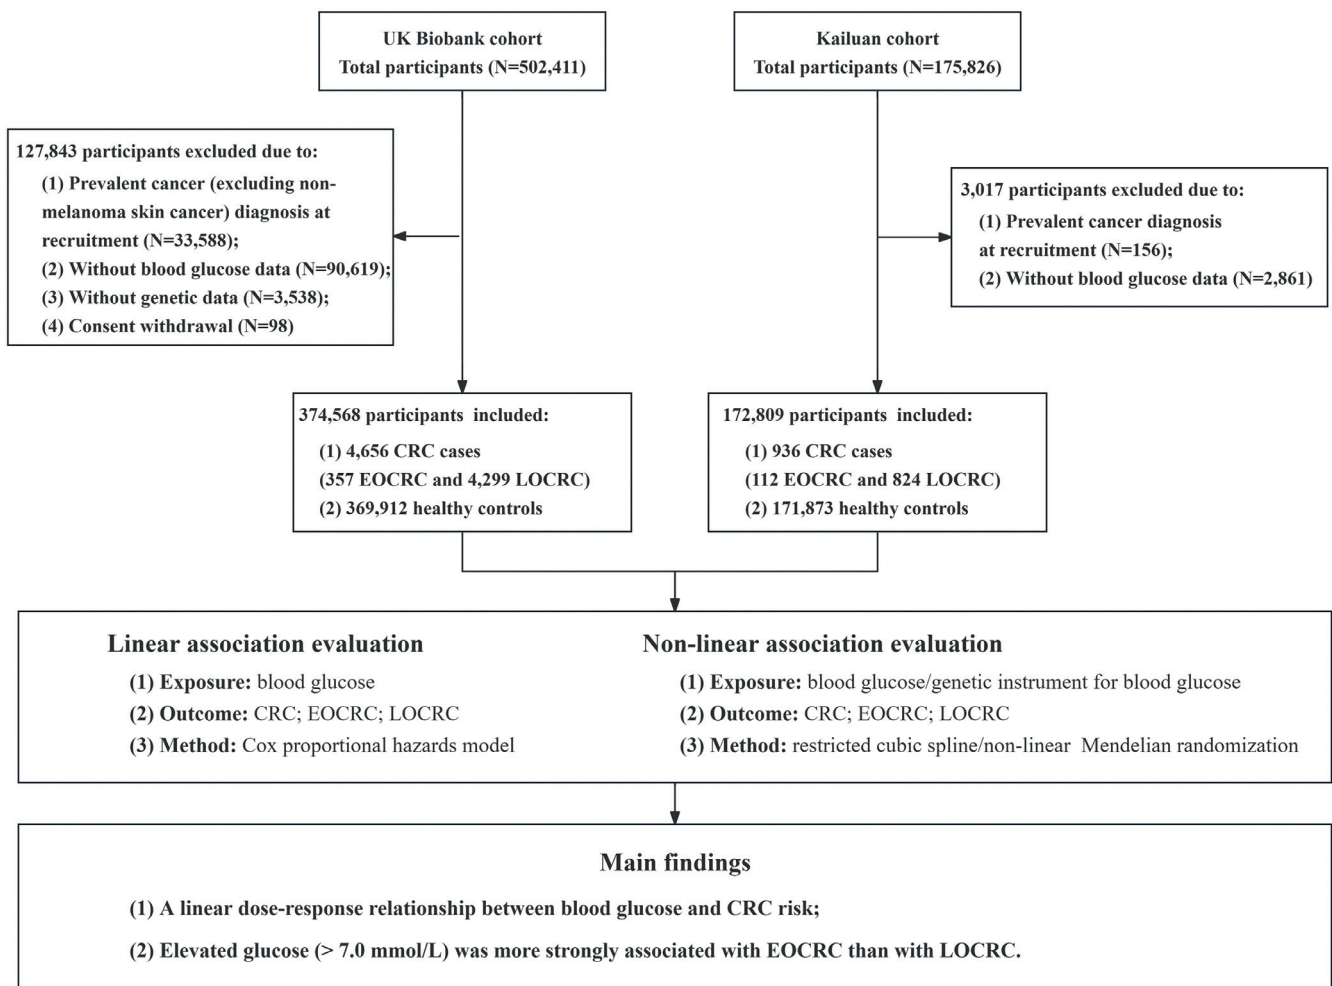 UK Biobank cohort
Total participants (N=502,411)
Kailuan cohort
Total participants (N=175,826)
127,843 participants excluded due to:
(1) Prevalent cancer (excluding non-
melanoma skin cancer) diagnosis at
recruitment (N=33,588);
(2) Without blood glucose data (N=90,619);
(3) Without genetic data (N=3,538);
(4) Consent withdrawal (N=98)
3,017 participants excluded due to:
(1) Prevalent cancer diagnosis
at recruitment (N=156);
(2) Without blood glucose data (N=2,861)
374,568 participants included:
(1) 4,656 CRC cases
(357 EOCRC and 4,299 LOCRC)
(2) 369,912 healthy controls
172,809 participants included:
(1) 936 CRC cases
(112 EOCRC and 824 LOCRC)
(2) 171,873 healthy controls
Linear association evaluation
(1) Exposure: blood glucose
(2) Outcome: CRC; EOCRC; LOCRC
(3) Method: Cox proportional hazards model
Non-linear association evaluation
(1) Exposure: blood glucose/genetic instrument for blood glucose
(2) Outcome: CRC; EOCRC; LOCRC
(3) Method: restricted cubic spline/non-linear Mendelian randomization
Main findings
(1) A linear dose-response relationship between blood glucose and CRC risk;
(2) Elevated glucose (> 7.0 mmol/L) was more strongly associated with EOCRC than with LOCRC.